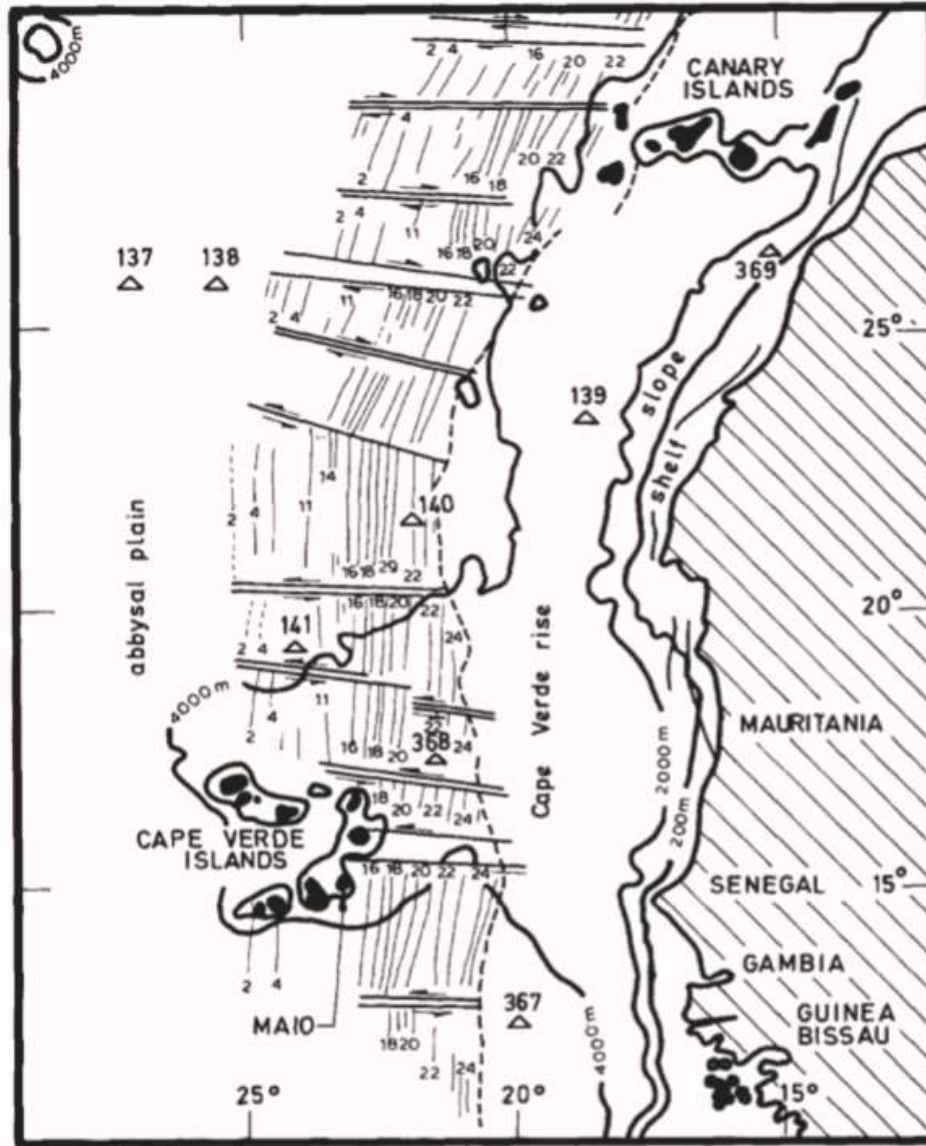 4000m
2 4
16
20
22
CANARY
ISLANDS
4
20 22
16
18
2 4
11
24
16 18 20
22
137
138
369
11
16 18 20 22
2 4
25°
139
slope
shelf
14
11
2 4
140
abbysal plain
16 18 29
22
20°
16 18 20
22
24
141
2 4
4000m
11
4
2
22
24
16 18
20
368
Cape Verde rise
2000m
200m
MAURITANIA
18
20 22
24
CAPE VERDE
ISLANDS
16 18 20 22 24
15°
SENEGAL
GAMBIA
2 4
MAIO
367
GUINEA
BISSAU
18 20
22
24
4000m
25°
20°
15°